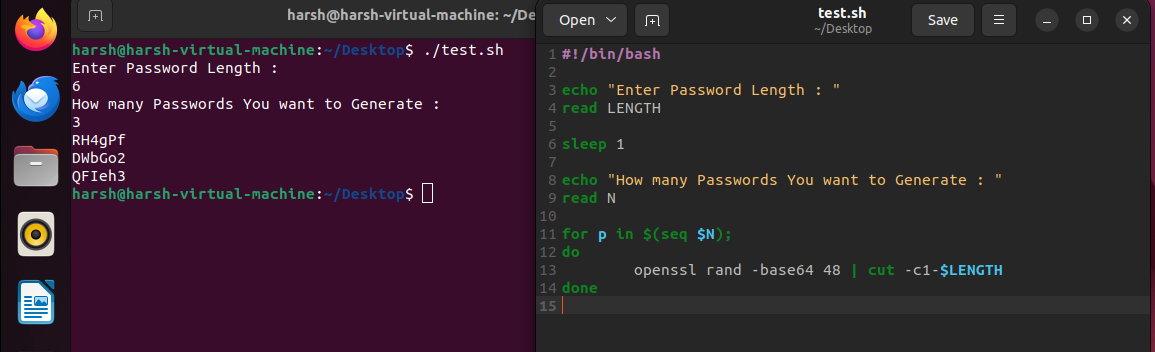 harsh@harsh-virtual-machine: ~/De
harsh@harsh-virtual-machine:~/Desktop$ ./test.sh
Enter Password Length :
6
How many Passwords You want to Generate :
3
RH4gPf
DWbGo2
QFIeh3
harsh@harsh-virtual-machine:~/Desktop$
Open
test.sh
~/Desktop
Save
1 #!/bin/bash
2
3 echo "Enter Password Length : "
4 read LENGTH
5
6 sleep 1
7
8 echo "How many Passwords You want to Generate : "
9 read N
10
11 for p in $(seq $N);
12 do
13         openssl rand -base64 48 | cut -c1-$LENGTH
14 done
15